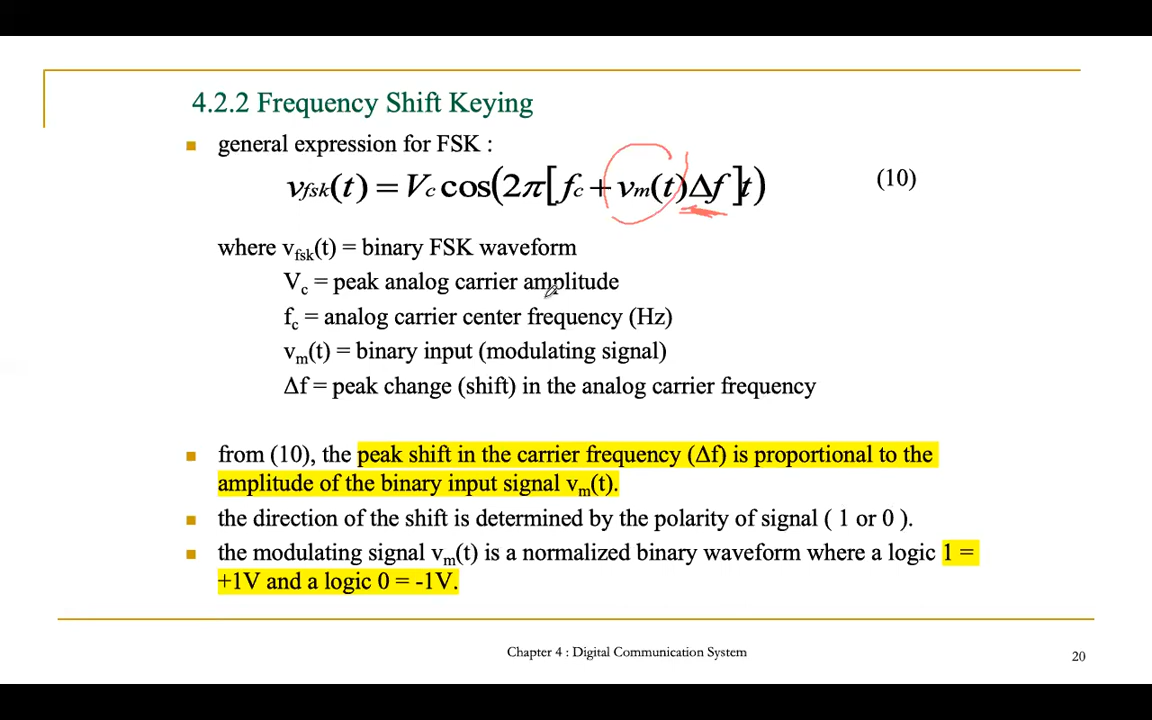 4.2.2 Frequency Shift Keying
■ general expression for FSK :
vfsk(t) = Vc cos(2π[fc + vm(t)Δf]t) (10)
where vfsk(t) = binary FSK waveform
Vc = peak analog carrier amplitude
fc = analog carrier center frequency (Hz)
vm(t) = binary input (modulating signal)
Δf = peak change (shift) in the analog carrier frequency
■ from (10), the peak shift in the carrier frequency (Δf) is proportional to the
amplitude of the binary input signal vm(t).
■ the direction of the shift is determined by the polarity of signal ( 1 or 0 ).
■ the modulating signal vm(t) is a normalized binary waveform where a logic 1 =
+1V and a logic 0 = -1V.
Chapter 4 : Digital Communication System
20